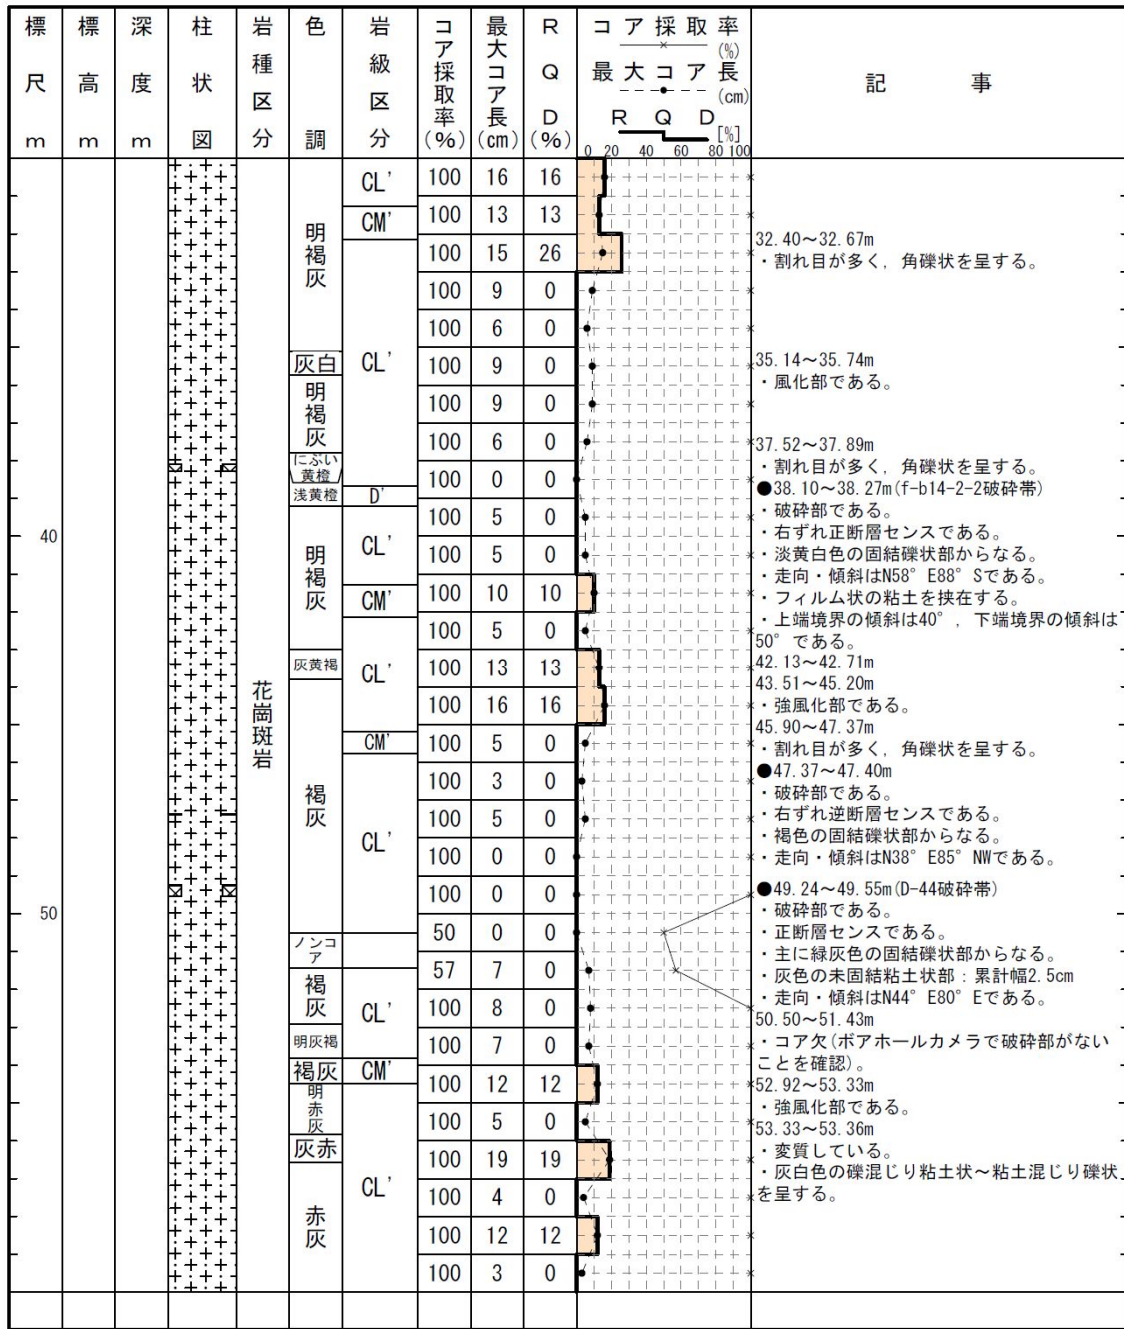 標尺m
標高m
深度m
柱状図
岩種区分
色調
岩級区分
コア採取率(%)
最大コア長(cm)
RQD(%)
コア採取率(%)
最大コア長(cm)
RQD[%]
0 20 40 60 80 100
記事
40
50
花崗斑岩
明褐灰
灰白
明褐灰
にぶい黄橙
浅黄橙
明褐灰
灰黄褐
褐灰
ノンコア
褐灰
明灰褐
褐灰
明赤灰
灰赤
赤灰
CL'
CM'
CL'
D'
CL'
CM'
CL'
CM'
CL'
CL'
CM'
CL'
100 16 16
100 13 13
100 15 26
100 9 0
100 6 0
100 9 0
100 9 0
100 6 0
100 0 0
100 5 0
100 5 0
100 10 10
100 5 0
100 13 13
100 16 16
100 5 0
100 3 0
100 5 0
100 0 0
100 0 0
50 0 0
57 7 0
100 8 0
100 7 0
100 12 12
100 5 0
100 19 19
100 4 0
100 12 12
100 3 0
32.40～32.67m
・割れ目が多く，角礫状を呈する。
35.14～35.74m
・風化部である。
37.52～37.89m
・割れ目が多く，角礫状を呈する。
●38.10～38.27m(f-b14-2-2破砕帯)
・破砕部である。
・右ずれ正断層センスである。
・淡黄白色の固結礫状部からなる。
・走向・傾斜はN58°E88°Sである。
・フィルム状の粘土を挟在する。
・上端境界の傾斜は40°，下端境界の傾斜は
50°である。
42.13～42.71m
43.51～45.20m
・強風化部である。
45.90～47.37m
・割れ目が多く，角礫状を呈する。
●47.37～47.40m
・破砕部である。
・右ずれ逆断層センスである。
・褐色の固結礫状部からなる。
・走向・傾斜はN38°E85°NWである。
●49.24～49.55m(D-44破砕帯)
・破砕部である。
・正断層センスである。
・主に緑灰色の固結礫状部からなる。
・灰色の未固結粘土状部：累計幅2.5cm
・走向・傾斜はN44°E80°Eである。
50.50～51.43m
・コア欠(ボアホールカメラで破砕部がない
ことを確認)。
52.92～53.33m
・強風化部である。
53.33～53.36m
・変質している。
・灰白色の礫混じり粘土状～粘土混じり礫状
を呈する。